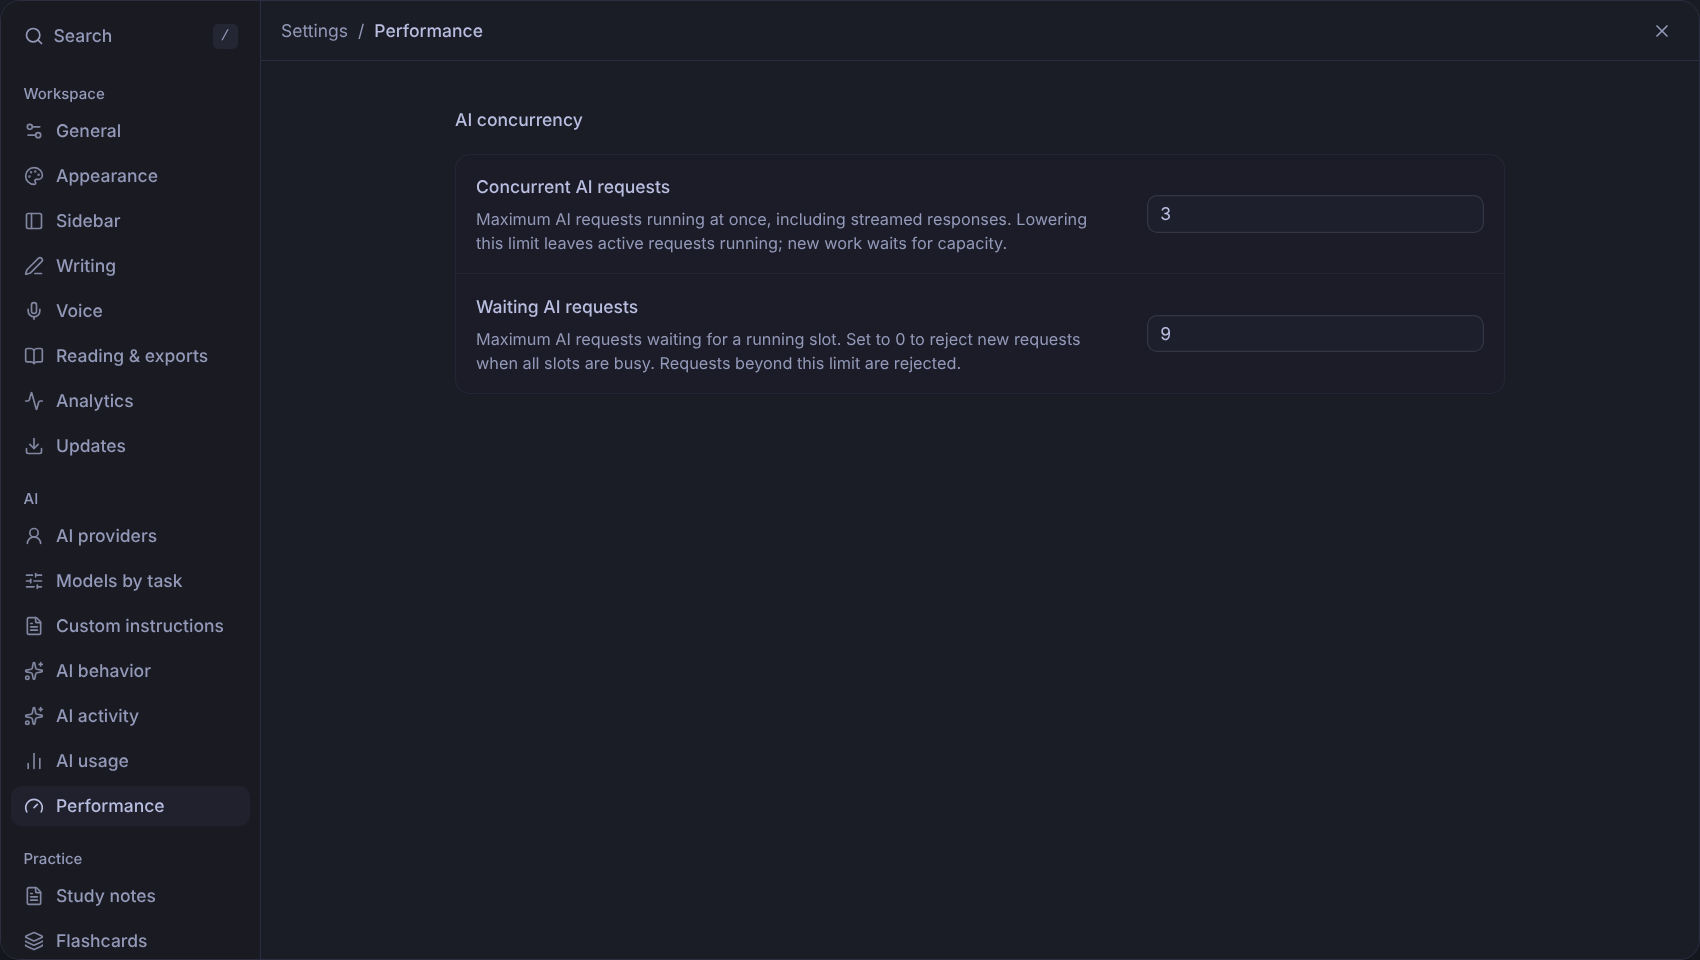 Search
/
Settings / Performance
Workspace
General
Appearance
Sidebar
Writing
Voice
Reading & exports
Analytics
Updates
AI
AI providers
Models by task
Custom instructions
AI behavior
AI activity
AI usage
Performance
Practice
Study notes
Flashcards
AI concurrency
Concurrent AI requests
Maximum AI requests running at once, including streamed responses. Lowering
this limit leaves active requests running; new work waits for capacity.
3
Waiting AI requests
Maximum AI requests waiting for a running slot. Set to 0 to reject new requests
when all slots are busy. Requests beyond this limit are rejected.
9